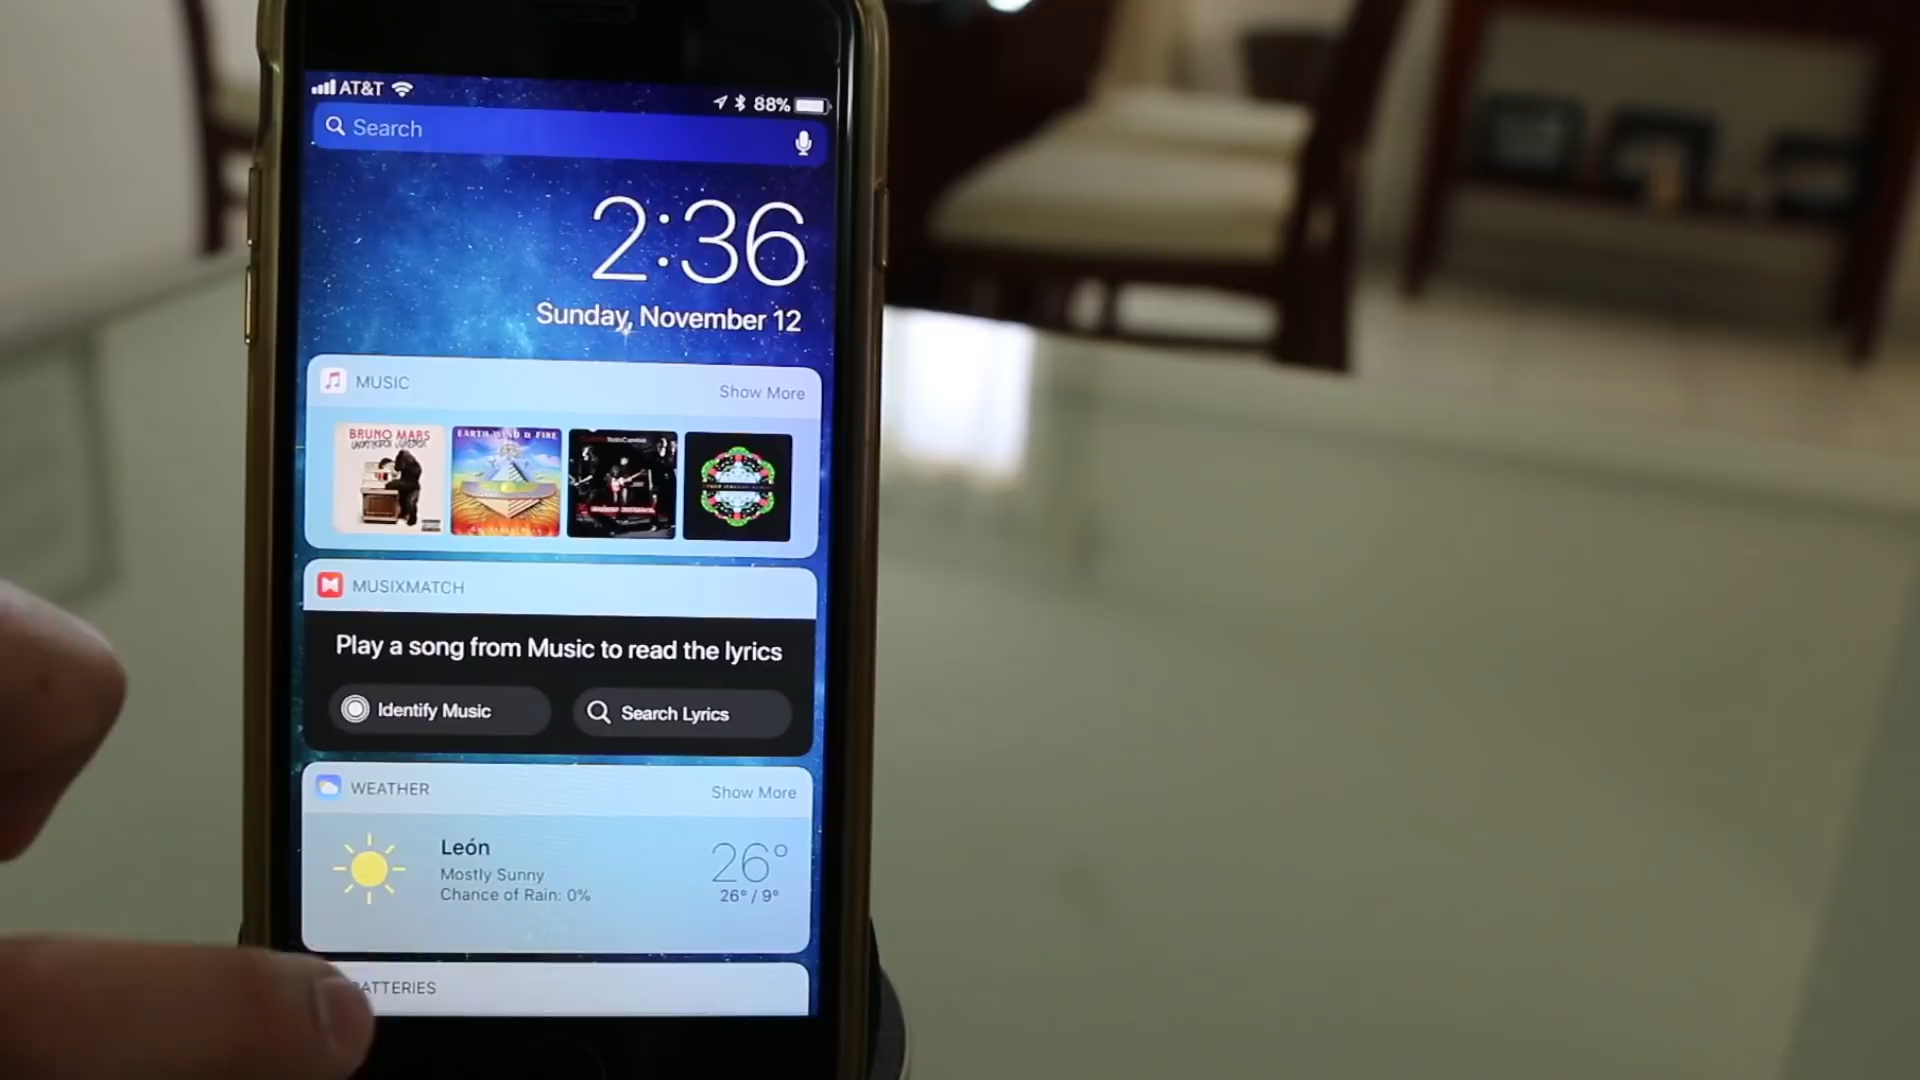 AT&T
88%
Search
2:36
Sunday, November 12
MUSIC
Show More
BRUNO MARS
UNORTHODOX JUKEBOX
EARTH WIND & FIRE
MUSIXMATCH
Play a song from Music to read the lyrics
Identify Music
Search Lyrics
WEATHER
Show More
León
26°
Mostly Sunny
Chance of Rain: 0%
26° / 9°
BATTERIES